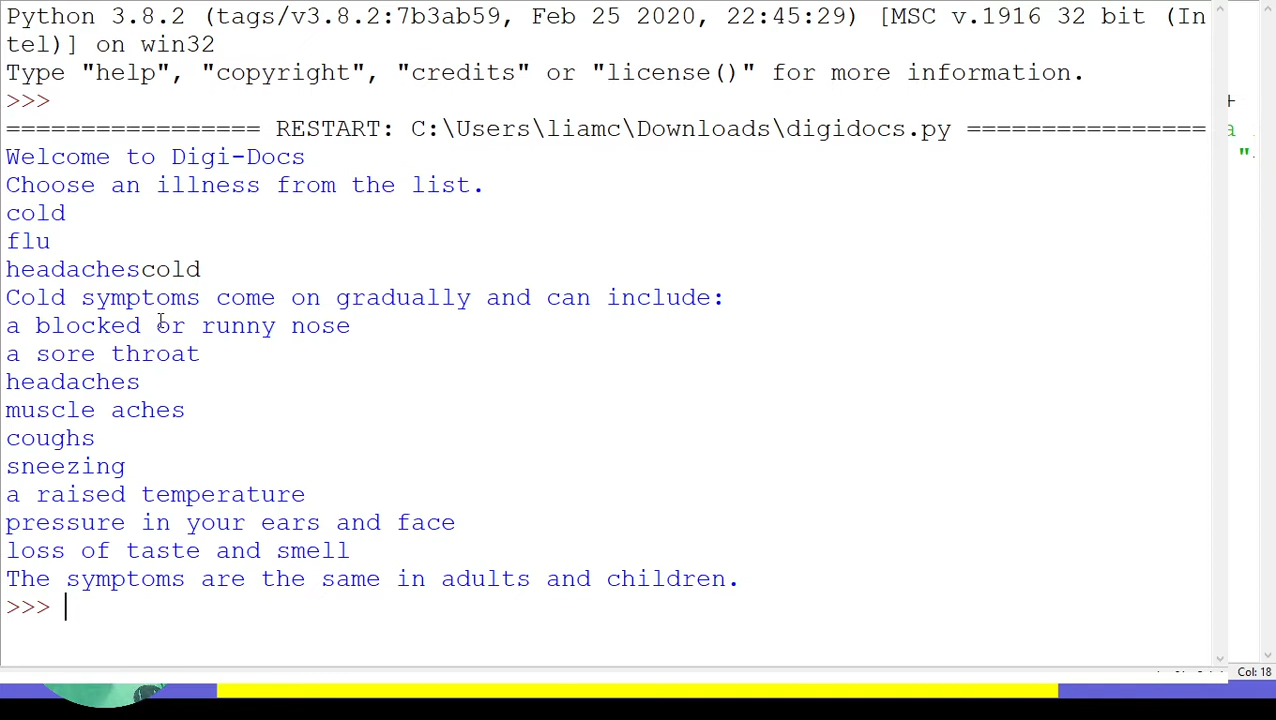 Python 3.8.2 (tags/v3.8.2:7b3ab59, Feb 25 2020, 22:45:29) [MSC v.1916 32 bit (In
tel)] on win32
Type "help", "copyright", "credits" or "license()" for more information.
>>>
================= RESTART: C:\Users\liamc\Downloads\digidocs.py ================
Welcome to Digi-Docs
Choose an illness from the list.
cold
flu
headachescold
Cold symptoms come on gradually and can include:
a blocked or runny nose
a sore throat
headaches
muscle aches
coughs
sneezing
a raised temperature
pressure in your ears and face
loss of taste and smell
The symptoms are the same in adults and children.
>>>
+
a
"
Col: 18